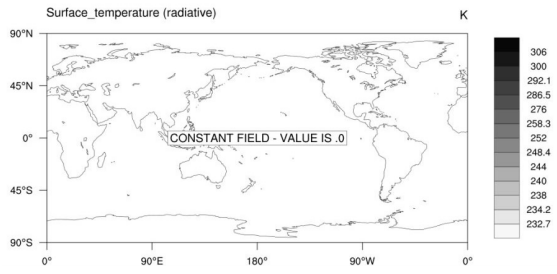 Surface_temperature (radiative) K
90°N
45°N
0°
45°S
90°S
CONSTANT FIELD - VALUE IS .0
0° 90°E 180° 90°W 0°
306
300
292.1
286.5
276
258.3
252
248.4
244
240
238
234.2
232.7